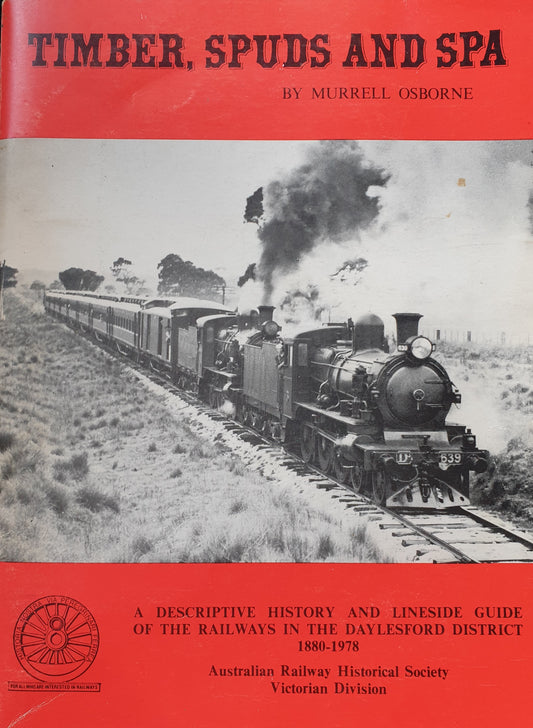 TIMBER, SPUDS AND SPA
BY MURRELL OSBORNE
639
D3 639
A DESCRIPTIVE HISTORY AND LINESIDE GUIDE
OF THE RAILWAYS IN THE DAYLESFORD DISTRICT
1880-1978
Australian Railway Historical Society
Victorian Division
FOR ALL WHO ARE INTERESTED IN RAILWAYS